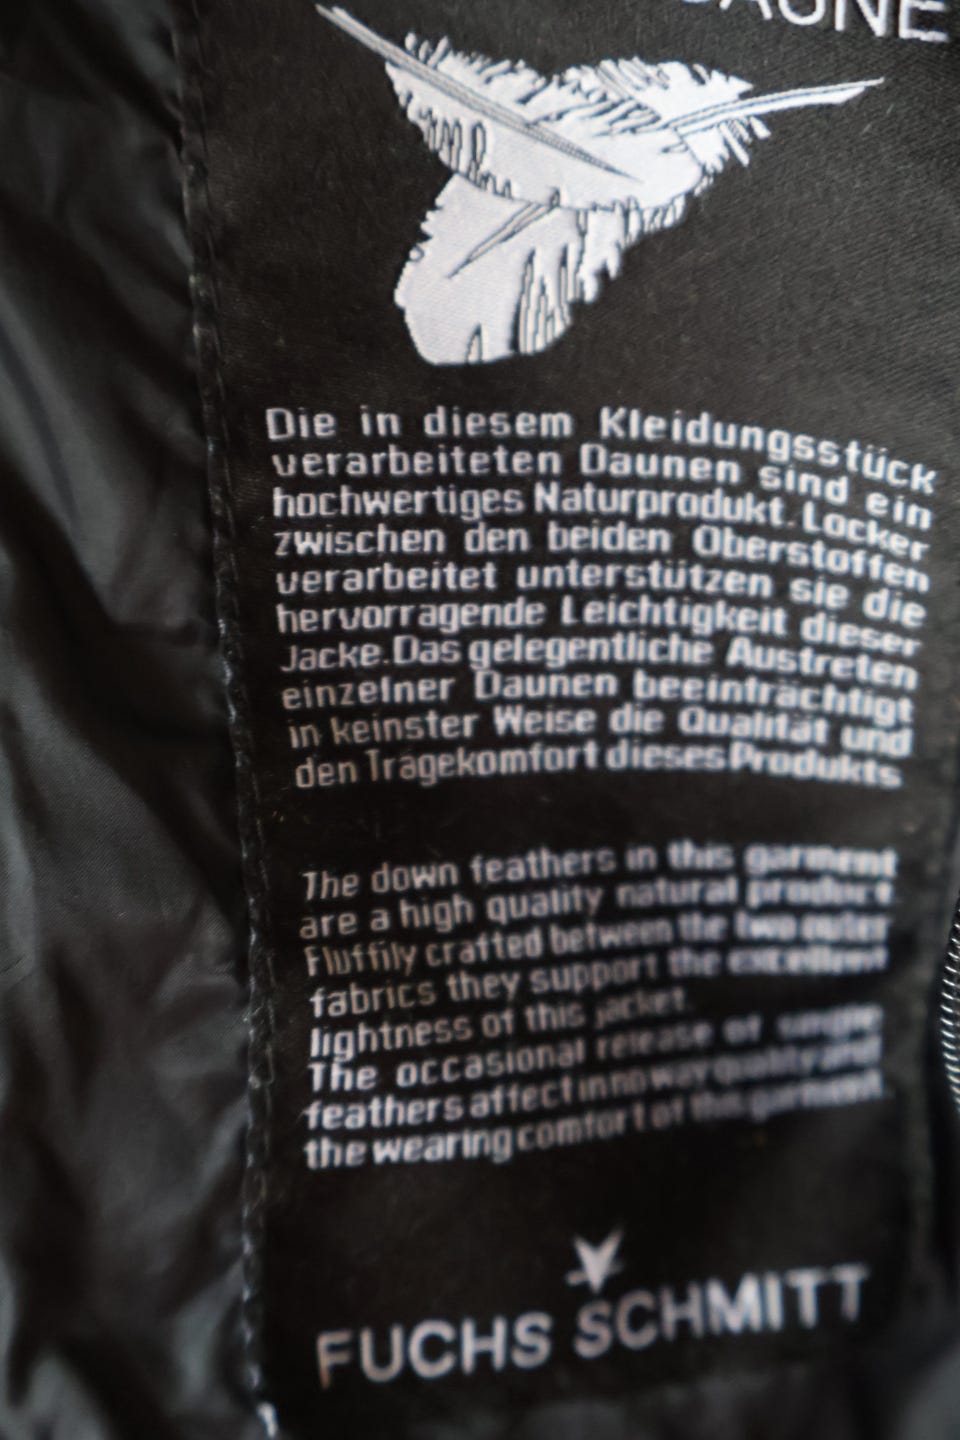 DAUNE
Die in diesem Kleidungsstück
verarbeiteten Daunen sind ein
hochwertiges Naturprodukt. Locker
zwischen den beiden Oberstoffen
verarbeitet unterstützen sie die
hervorragende Leichtigkeit dieser
Jacke. Das gelegentliche Austreten
einzelner Daunen beeinträchtigt
in keinster Weise die Qualität und
den Tragekomfort dieses Produkts
The down feathers in this garment
are a high quality natural product
Fluffily crafted between the two outer
fabrics they support the excellent
lightness of this jacket.
The occasional release of single
feathers affect in no way quality and
the wearing comfort of the garment.
FUCHS SCHMITT